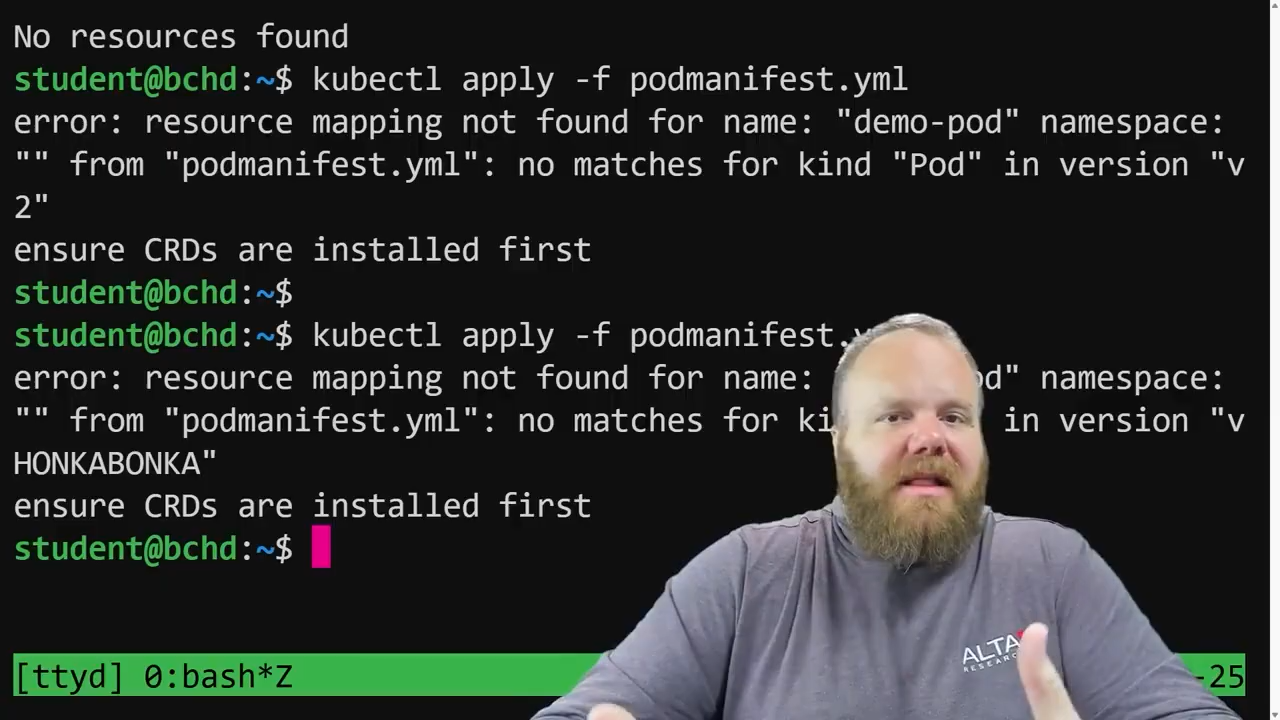 No resources found
student@bchd:~$ kubectl apply -f podmanifest.yml
error: resource mapping not found for name: "demo-pod" namespace:
"" from "podmanifest.yml": no matches for kind "Pod" in version "v
2"
ensure CRDs are installed first
student@bchd:~$
student@bchd:~$ kubectl apply -f podmanifest.
error: resource mapping not found for name: namespace:
"" from "podmanifest.yml": no matches for in version "v
HONKABONKA"
ensure CRDs are installed first
student@bchd:~$
[ttyd] 0:bash*Z -25
ALTA
RESEARCH